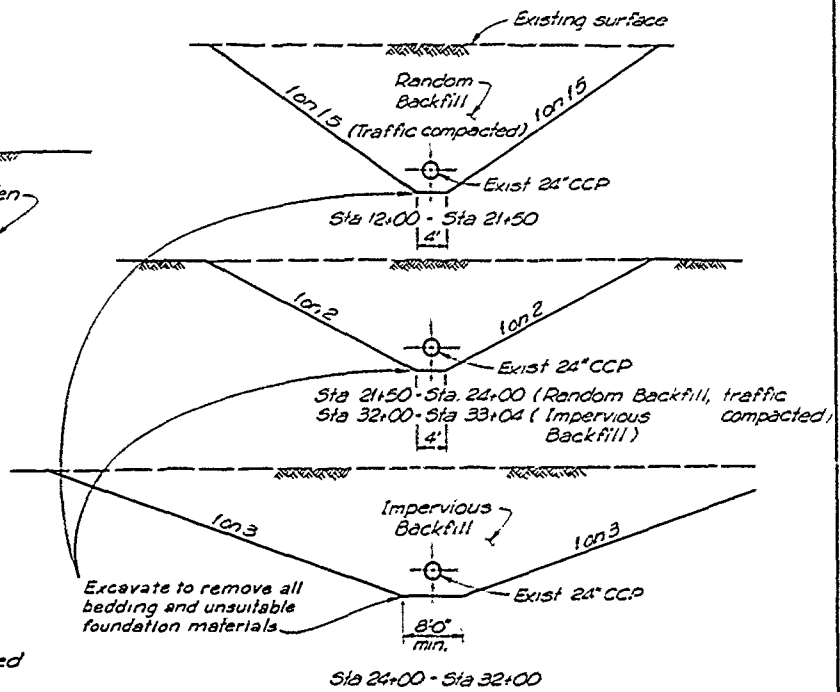 Existing surface
Random
Backfill
(Traffic compacted)
1 on 1.5
1 on 1.5
Exist 24" CCP
Sta 12+00 - Sta 21+50
4'
1 on 2
1 on 2
Exist 24" CCP
Sta 21+50 - Sta. 24+00 (Random Backfill, traffic
Sta 32+00 - Sta 33+04 (Impervious compacted)
Backfill)
4'
Impervious
Backfill
1 on 3
1 on 3
Exist 24" CCP
Excavate to remove all
bedding and unsuitable
foundation materials
8'-0"
min.
Sta 24+00 - Sta 32+00